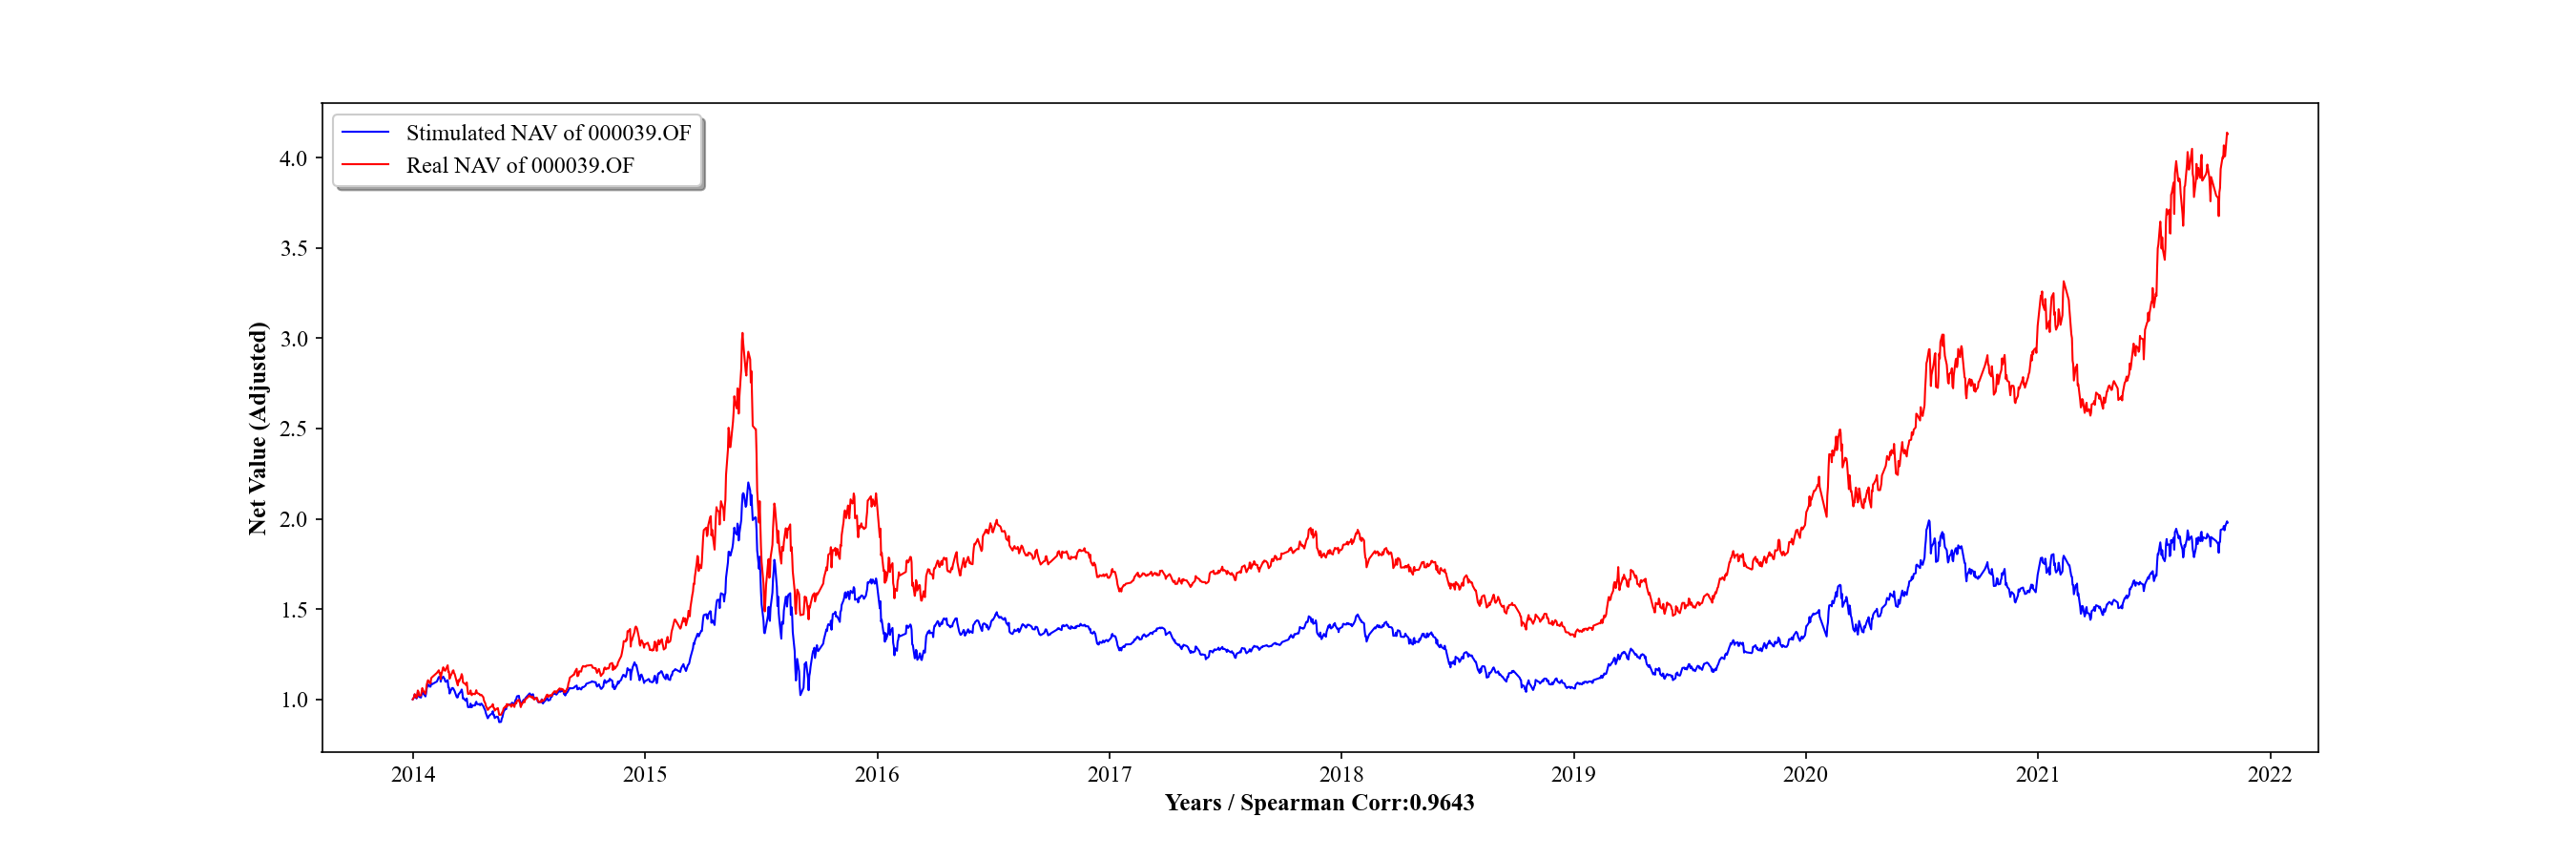 Stimulated NAV of 000039.OF
Real NAV of 000039.OF
4.0
3.5
3.0
2.5
2.0
1.5
1.0
Net Value (Adjusted)
2014 2015 2016 2017 2018 2019 2020 2021 2022
Years / Spearman Corr:0.9643